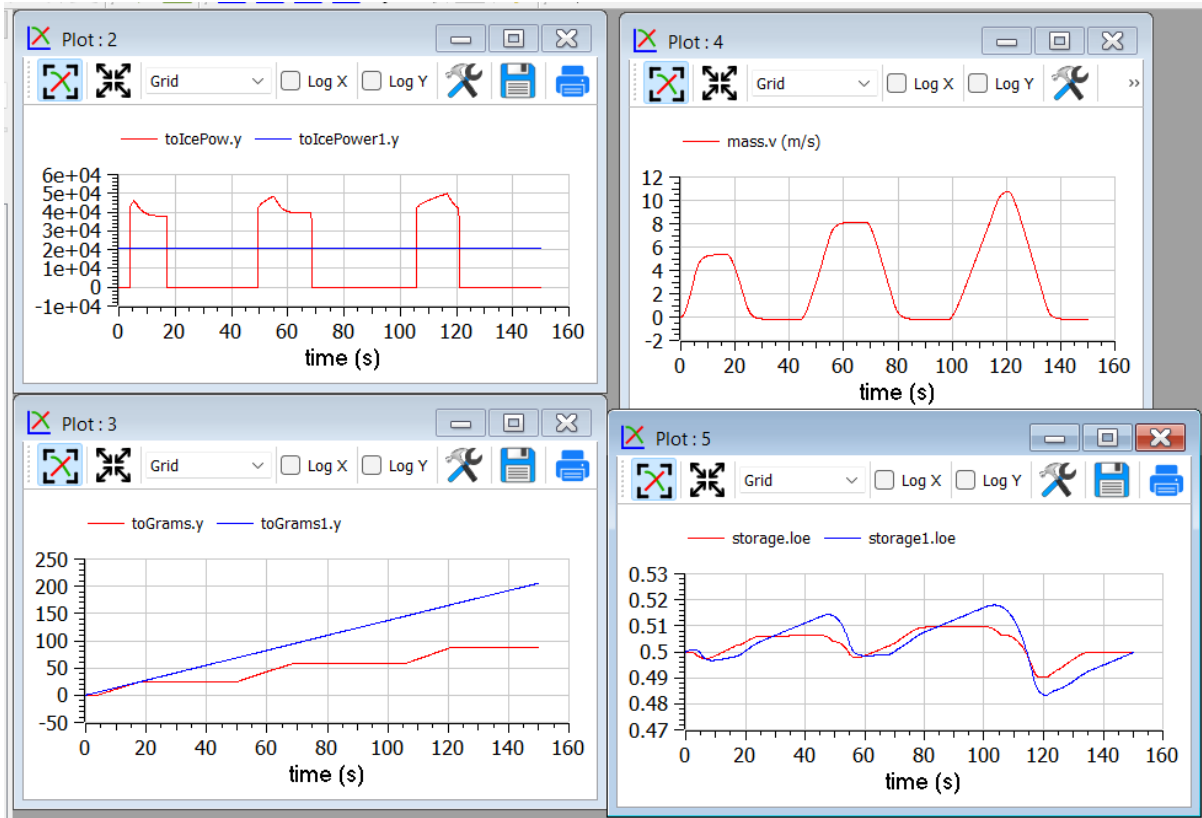 Plot : 2
Grid Log X Log Y
toIcePow.y toIcePower1.y
6e+04
5e+04
4e+04
3e+04
2e+04
1e+04
0
-1e+04
0 20 40 60 80 100 120 140 160
time (s)
Plot : 4
Grid Log X Log Y »
mass.v (m/s)
12
10
8
6
4
2
0
-2
0 20 40 60 80 100 120 140 160
time (s)
Plot : 3
Grid Log X Log Y
toGrams.y toGrams1.y
250
200
150
100
50
0
-50
0 20 40 60 80 100 120 140 160
time (s)
Plot : 5
Grid Log X Log Y
storage.loe storage1.loe
0.53
0.52
0.51
0.5
0.49
0.48
0.47
0 20 40 60 80 100 120 140 160
time (s)